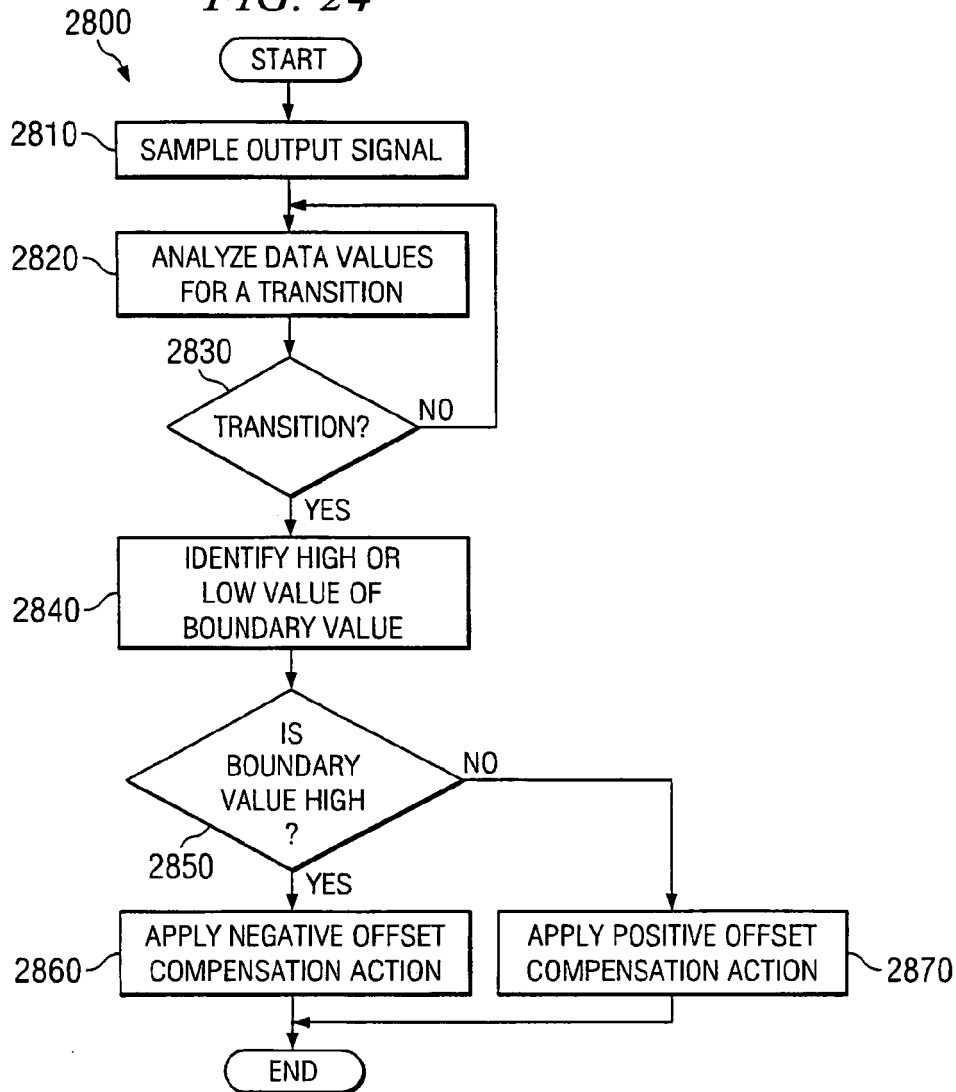 FIG. 24
2800
START
2810
SAMPLE OUTPUT SIGNAL
2820
ANALYZE DATA VALUES
FOR A TRANSITION
2830
TRANSITION?
NO
YES
2840
IDENTIFY HIGH OR
LOW VALUE OF
BOUNDARY VALUE
IS
BOUNDARY
VALUE HIGH
?
NO
2850
YES
2860
APPLY NEGATIVE OFFSET
COMPENSATION ACTION
APPLY POSITIVE OFFSET
COMPENSATION ACTION
2870
END